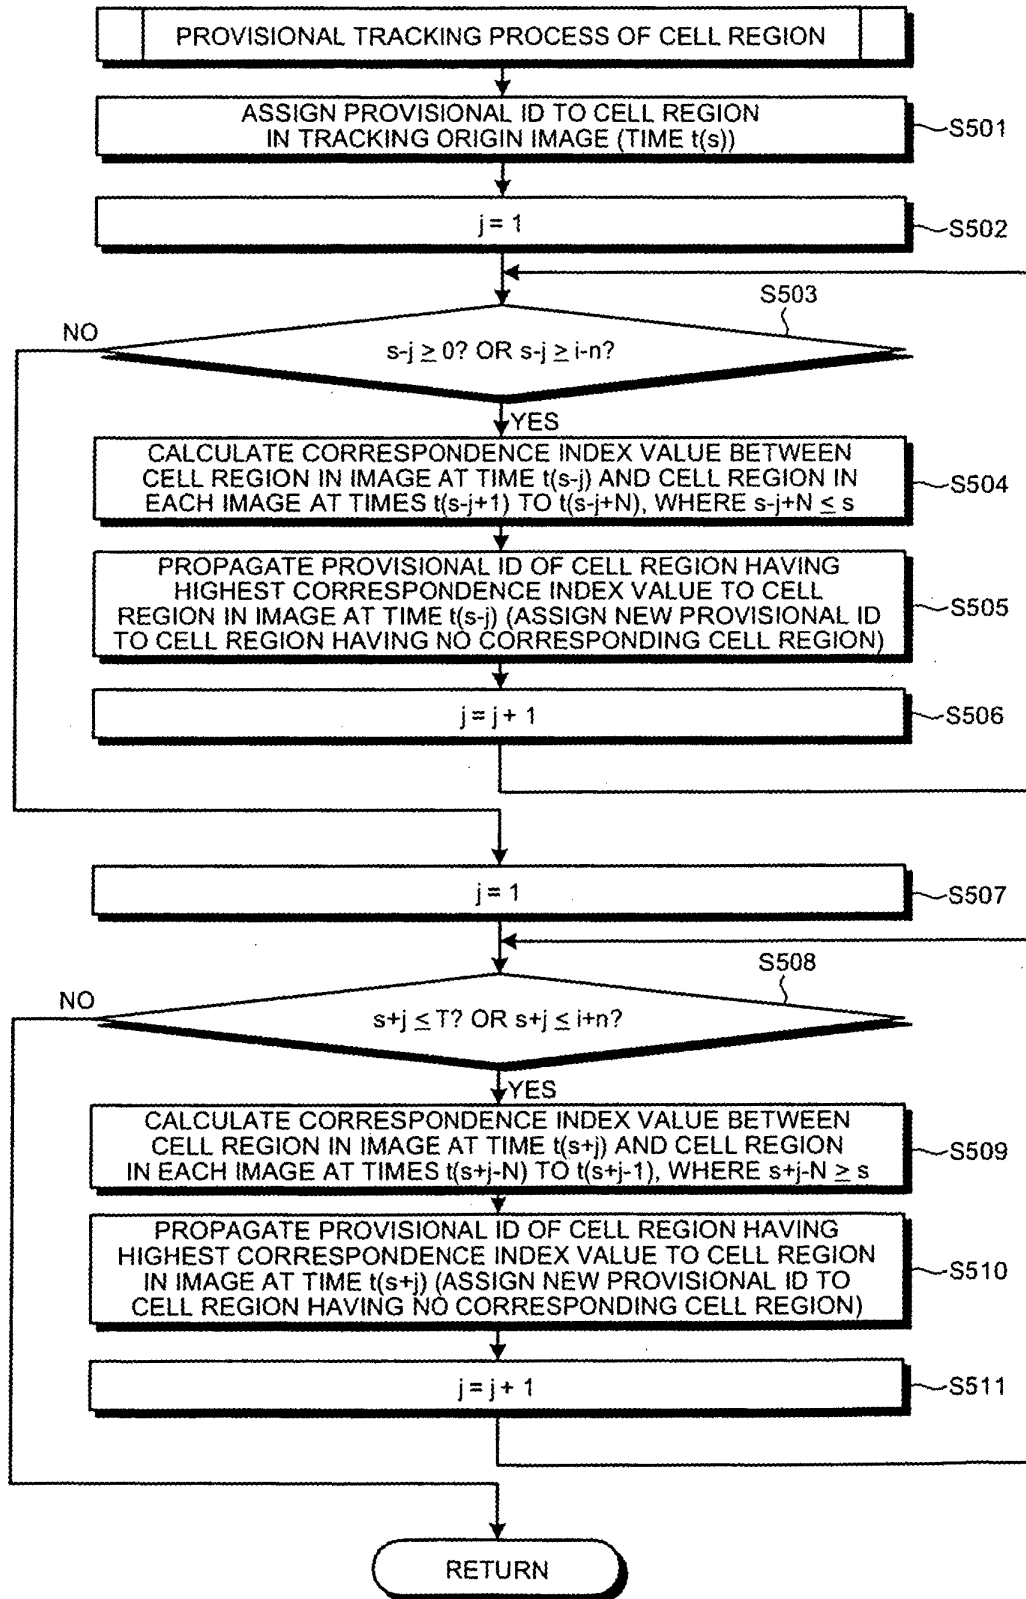 PROVISIONAL TRACKING PROCESS OF CELL REGION
ASSIGN PROVISIONAL ID TO CELL REGION
IN TRACKING ORIGIN IMAGE (TIME t(s))
S501
j = 1
S502
S503
NO
s-j ≥ 0? OR s-j ≥ i-n?
YES
CALCULATE CORRESPONDENCE INDEX VALUE BETWEEN
CELL REGION IN IMAGE AT TIME t(s-j) AND CELL REGION IN
EACH IMAGE AT TIMES t(s-j+1) TO t(s-j+N), WHERE s-j+N ≤ s
S504
PROPAGATE PROVISIONAL ID OF CELL REGION HAVING
HIGHEST CORRESPONDENCE INDEX VALUE TO CELL
REGION IN IMAGE AT TIME t(s-j) (ASSIGN NEW PROVISIONAL ID
TO CELL REGION HAVING NO CORRESPONDING CELL REGION)
S505
j = j + 1
S506
j = 1
S507
S508
NO
s+j ≤ T? OR s+j ≤ i+n?
YES
CALCULATE CORRESPONDENCE INDEX VALUE BETWEEN
CELL REGION IN IMAGE AT TIME t(s+j) AND CELL REGION
IN EACH IMAGE AT TIMES t(s+j-N) TO t(s+j-1), WHERE s+j-N ≥ s
S509
PROPAGATE PROVISIONAL ID OF CELL REGION HAVING
HIGHEST CORRESPONDENCE INDEX VALUE TO CELL REGION
IN IMAGE AT TIME t(s+j) (ASSIGN NEW PROVISIONAL ID TO
CELL REGION HAVING NO CORRESPONDING CELL REGION)
S510
j = j + 1
S511
RETURN